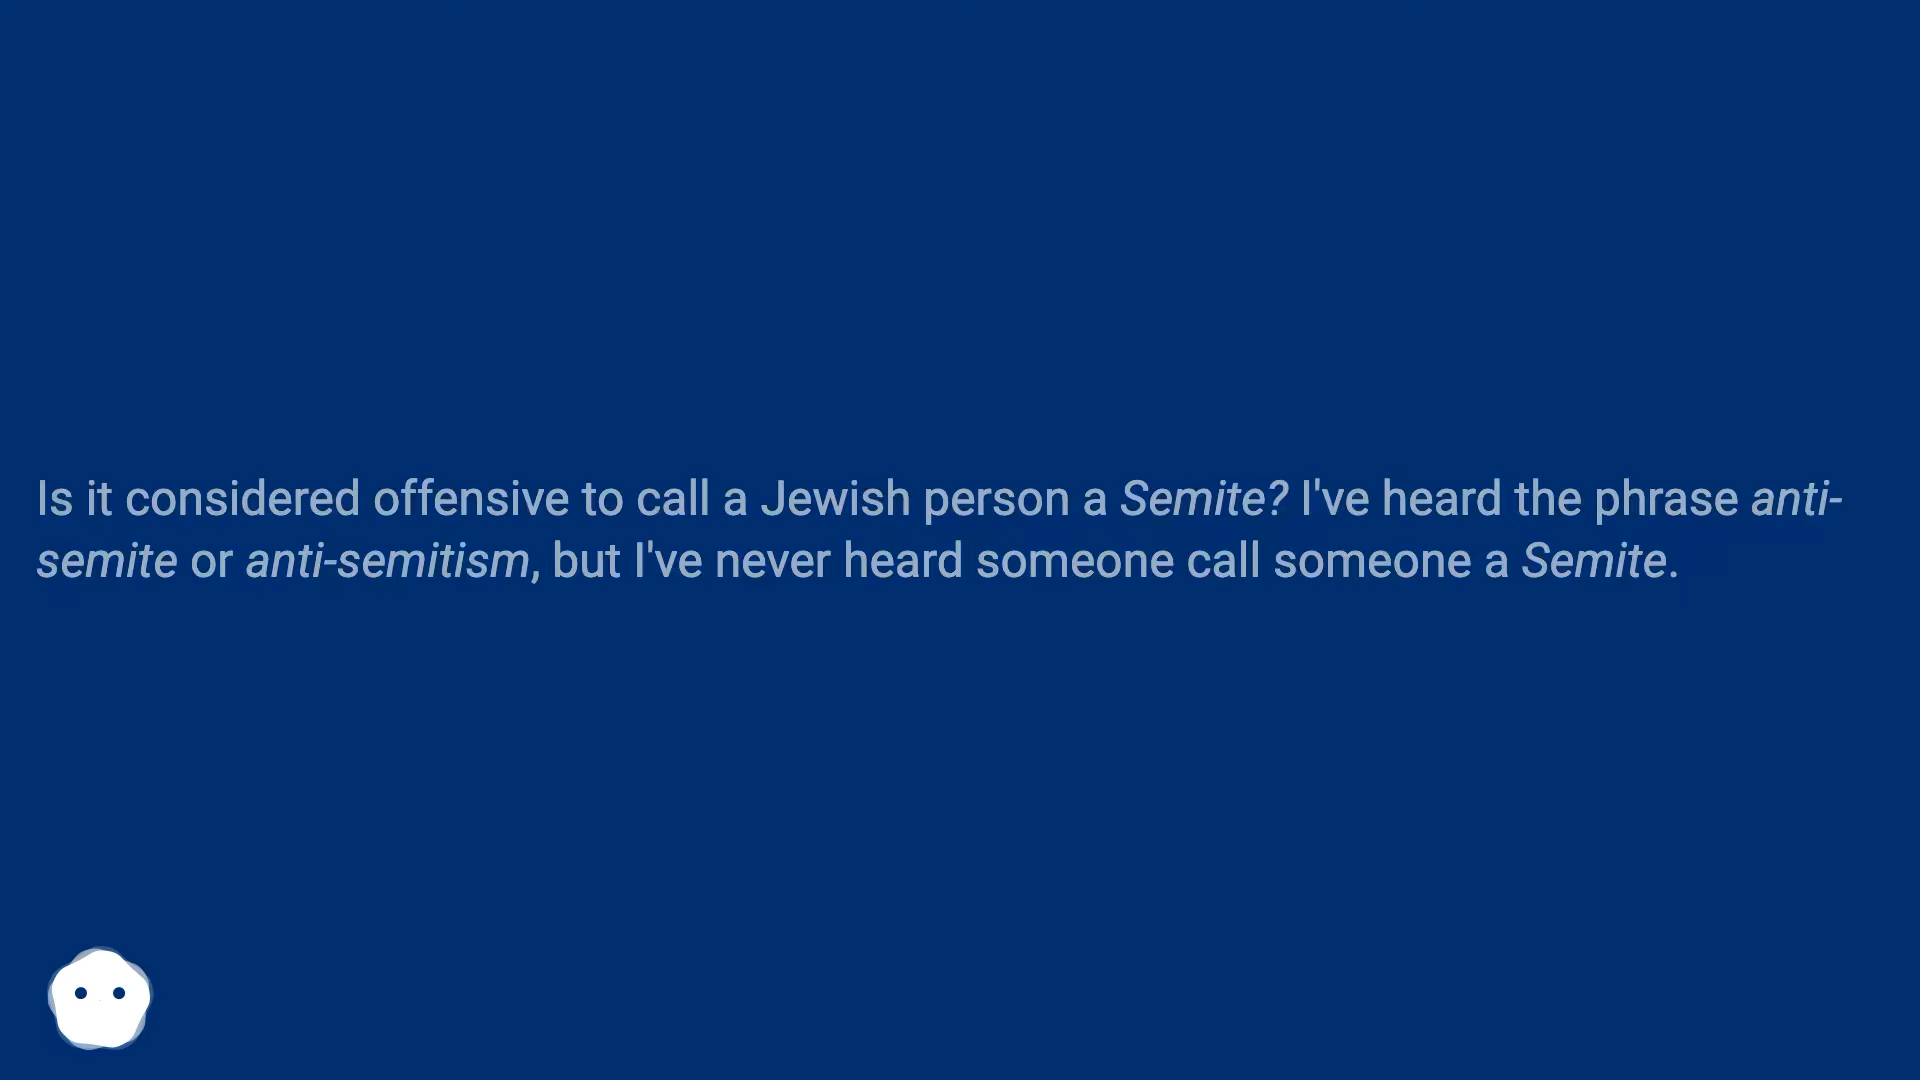 Is it considered offensive to call a Jewish person a Semite? I've heard the phrase anti-
semite or anti-semitism, but I've never heard someone call someone a Semite.